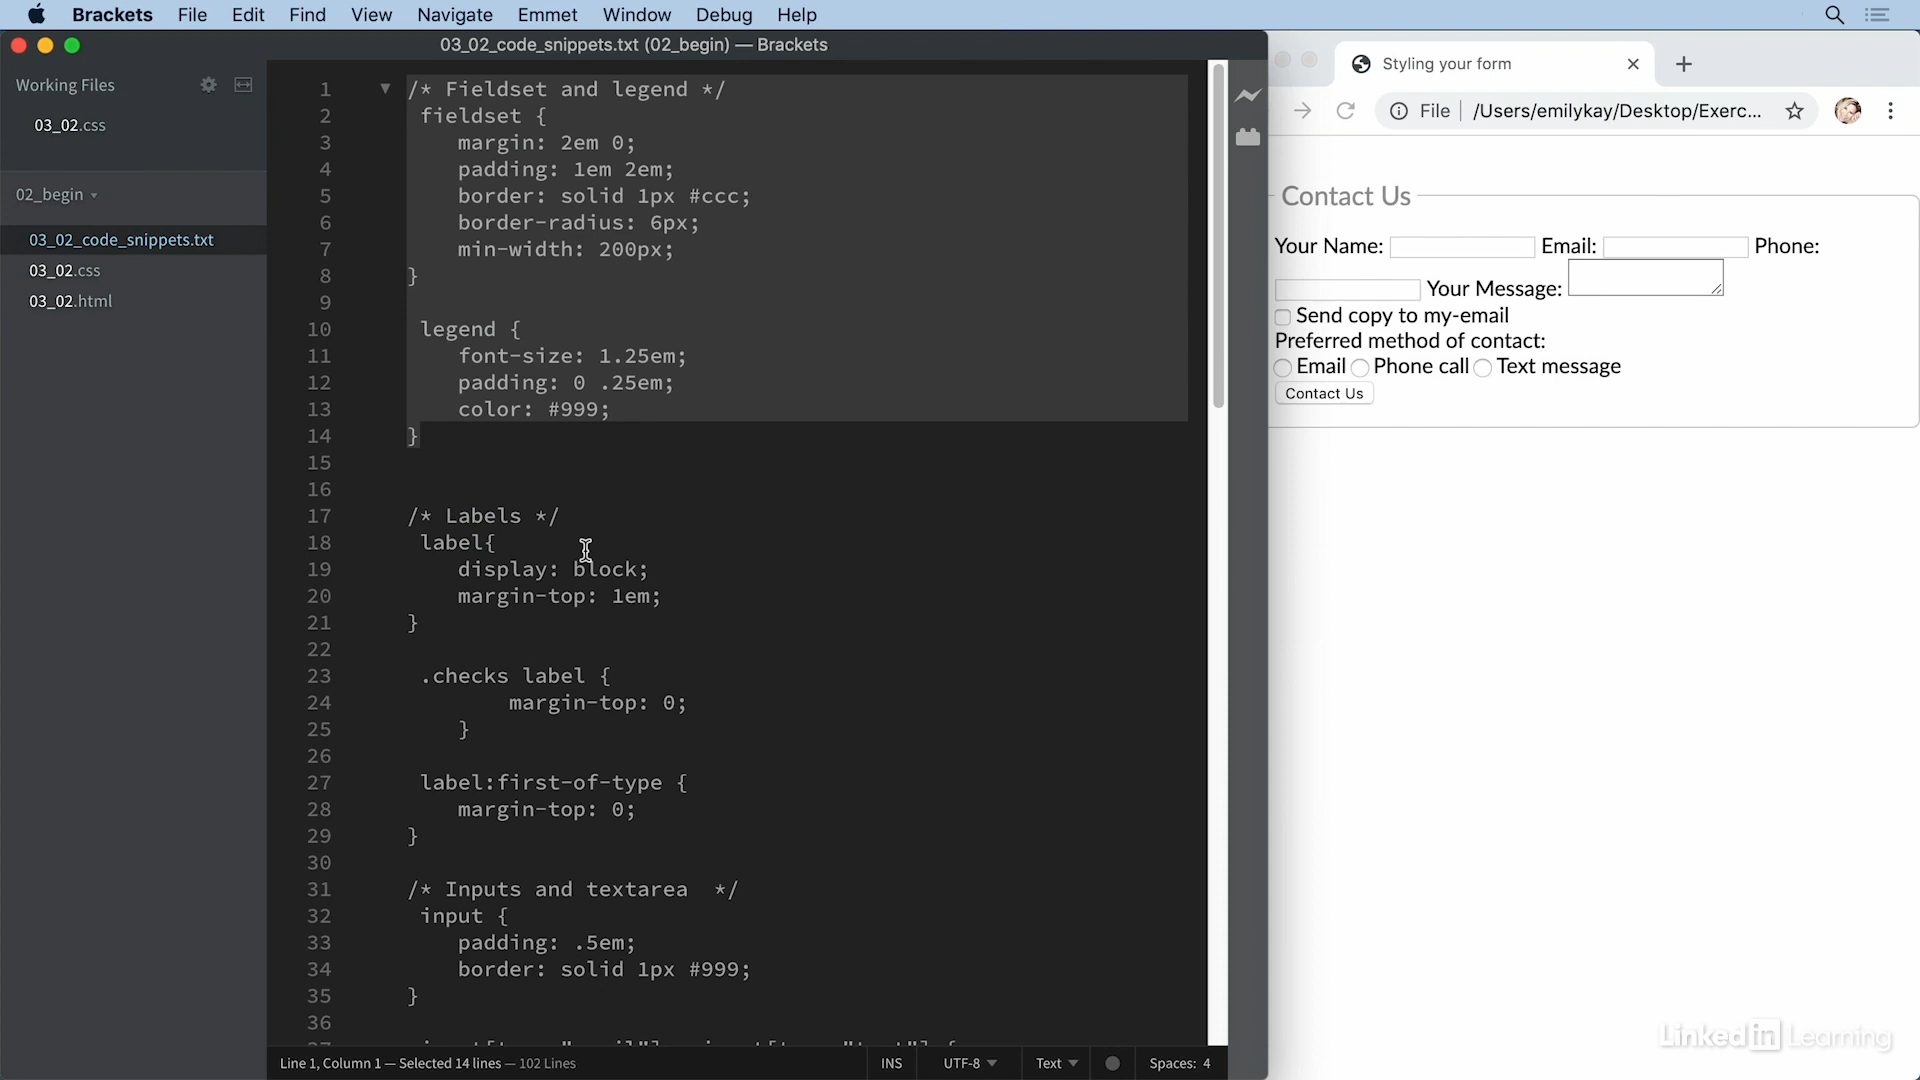 Brackets File Edit Find View Navigate Emmet Window Debug Help
03_02_code_snippets.txt (02_begin) — Brackets
Working Files
03_02.css
02_begin
03_02_code_snippets.txt
03_02.css
03_02.html
1 /* Fieldset and legend */
2 fieldset {
3 margin: 2em 0;
4 padding: 1em 2em;
5 border: solid 1px #ccc;
6 border-radius: 6px;
7 min-width: 200px;
8 }
9
10 legend {
11 font-size: 1.25em;
12 padding: 0 .25em;
13 color: #999;
14 }
15
16
17 /* Labels */
18 label{
19 display: block;
20 margin-top: 1em;
21 }
22
23 .checks label {
24 margin-top: 0;
25 }
26
27 label:first-of-type {
28 margin-top: 0;
29 }
30
31 /* Inputs and textarea */
32 input {
33 padding: .5em;
34 border: solid 1px #999;
35 }
36
Line 1, Column 1 — Selected 14 lines — 102 Lines
INS UTF-8 Text Spaces: 4
Styling your form
File /Users/emilykay/Desktop/Exerc...
Contact Us
Your Name: Email: Phone:
Your Message:
Send copy to my-email
Preferred method of contact:
Email Phone call Text message
Contact Us
Linked in Learning